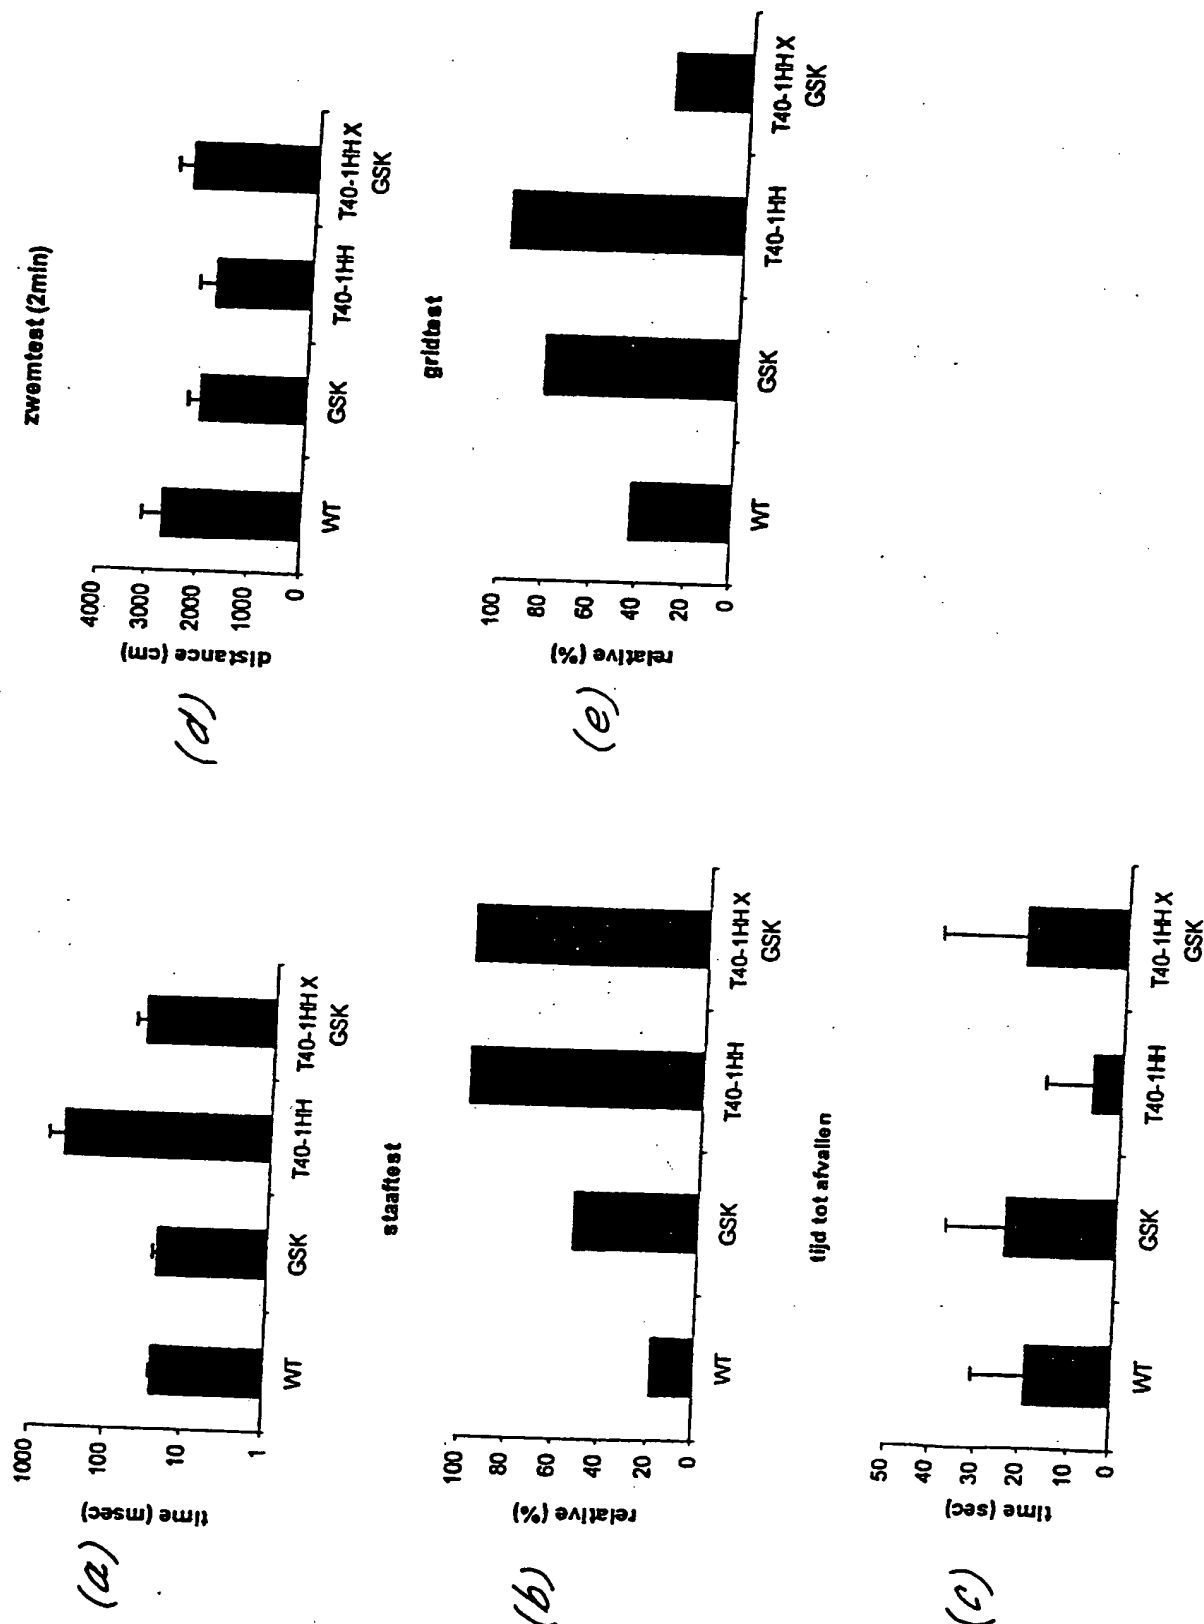 (a)
time (msec)
1000
100
10
1
WT
GSK
T40-1HH
T40-1HH X
GSK
(b)
staaftest
relative (%)
100
80
60
40
20
0
WT
GSK
T40-1HH
T40-1HH X
GSK
(c)
tijd tot afvallen
time (sec)
50
40
30
20
10
0
WT
GSK
T40-1HH
T40-1HH X
GSK
(d)
zwemtest (2min)
distance (cm)
4000
3000
2000
1000
0
WT
GSK
T40-1HH
T40-1HH X
GSK
(e)
gridtest
relative (%)
100
80
60
40
20
0
WT
GSK
T40-1HH
T40-1HH X
GSK